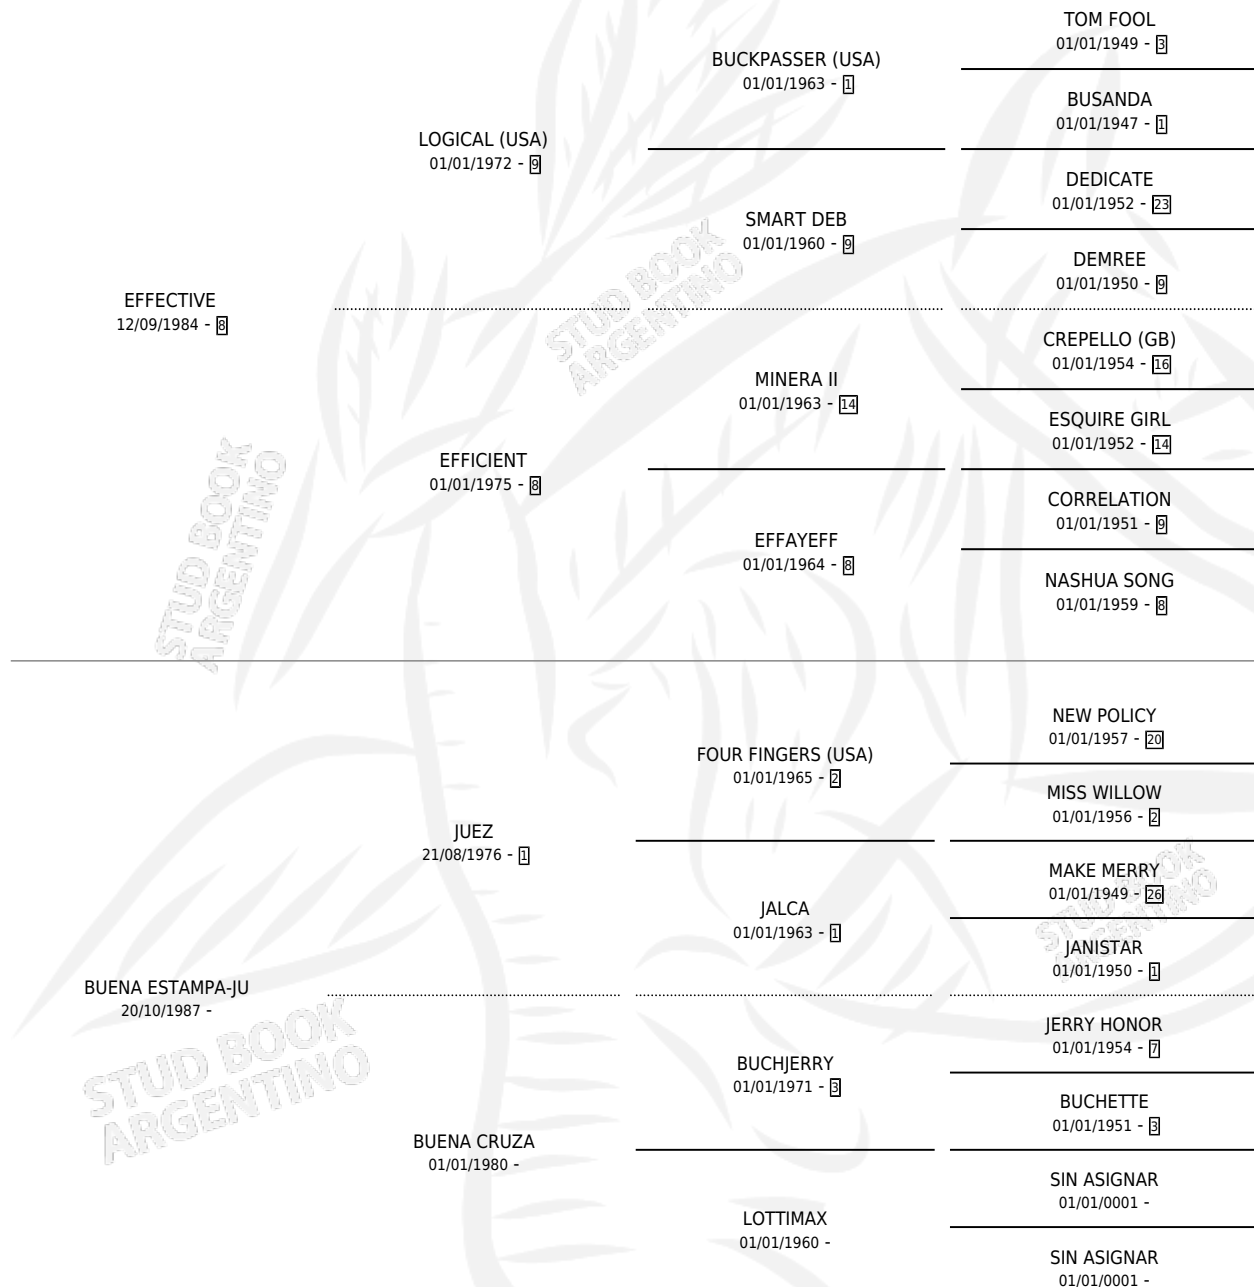 TOM FOOL
01/01/1949 - 3
BUCKPASSER (USA)
01/01/1963 - 1
BUSANDA
01/01/1947 - 1
LOGICAL (USA)
01/01/1972 - 9
DEDICATE
01/01/1952 - 23
SMART DEB
01/01/1960 - 9
DEMREE
01/01/1950 - 9
EFFECTIVE
12/09/1984 - 8
CREPELLO (GB)
01/01/1954 - 16
MINERA II
01/01/1963 - 14
ESQUIRE GIRL
01/01/1952 - 14
EFFICIENT
01/01/1975 - 8
CORRELATION
01/01/1951 - 9
EFFAYEFF
01/01/1964 - 8
NASHUA SONG
01/01/1959 - 8
NEW POLICY
01/01/1957 - 20
FOUR FINGERS (USA)
01/01/1965 - 2
MISS WILLOW
01/01/1956 - 2
JUEZ
21/08/1976 - 1
MAKE MERRY
01/01/1949 - 26
JALCA
01/01/1963 - 1
JANISTAR
01/01/1950 - 1
BUENA ESTAMPA-JU
20/10/1987 -
JERRY HONOR
01/01/1954 - 7
BUCHJERRY
01/01/1971 - 3
BUCHETTE
01/01/1951 - 3
BUENA CRUZA
01/01/1980 -
SIN ASIGNAR
01/01/0001 -
LOTTIMAX
01/01/1960 -
SIN ASIGNAR
01/01/0001 -
STUD BOOK
ARGENTINO
STUD BOOK
ARGENTINO
STUD BOOK
ARGENTINO
STUD BOOK
ARGENTINO